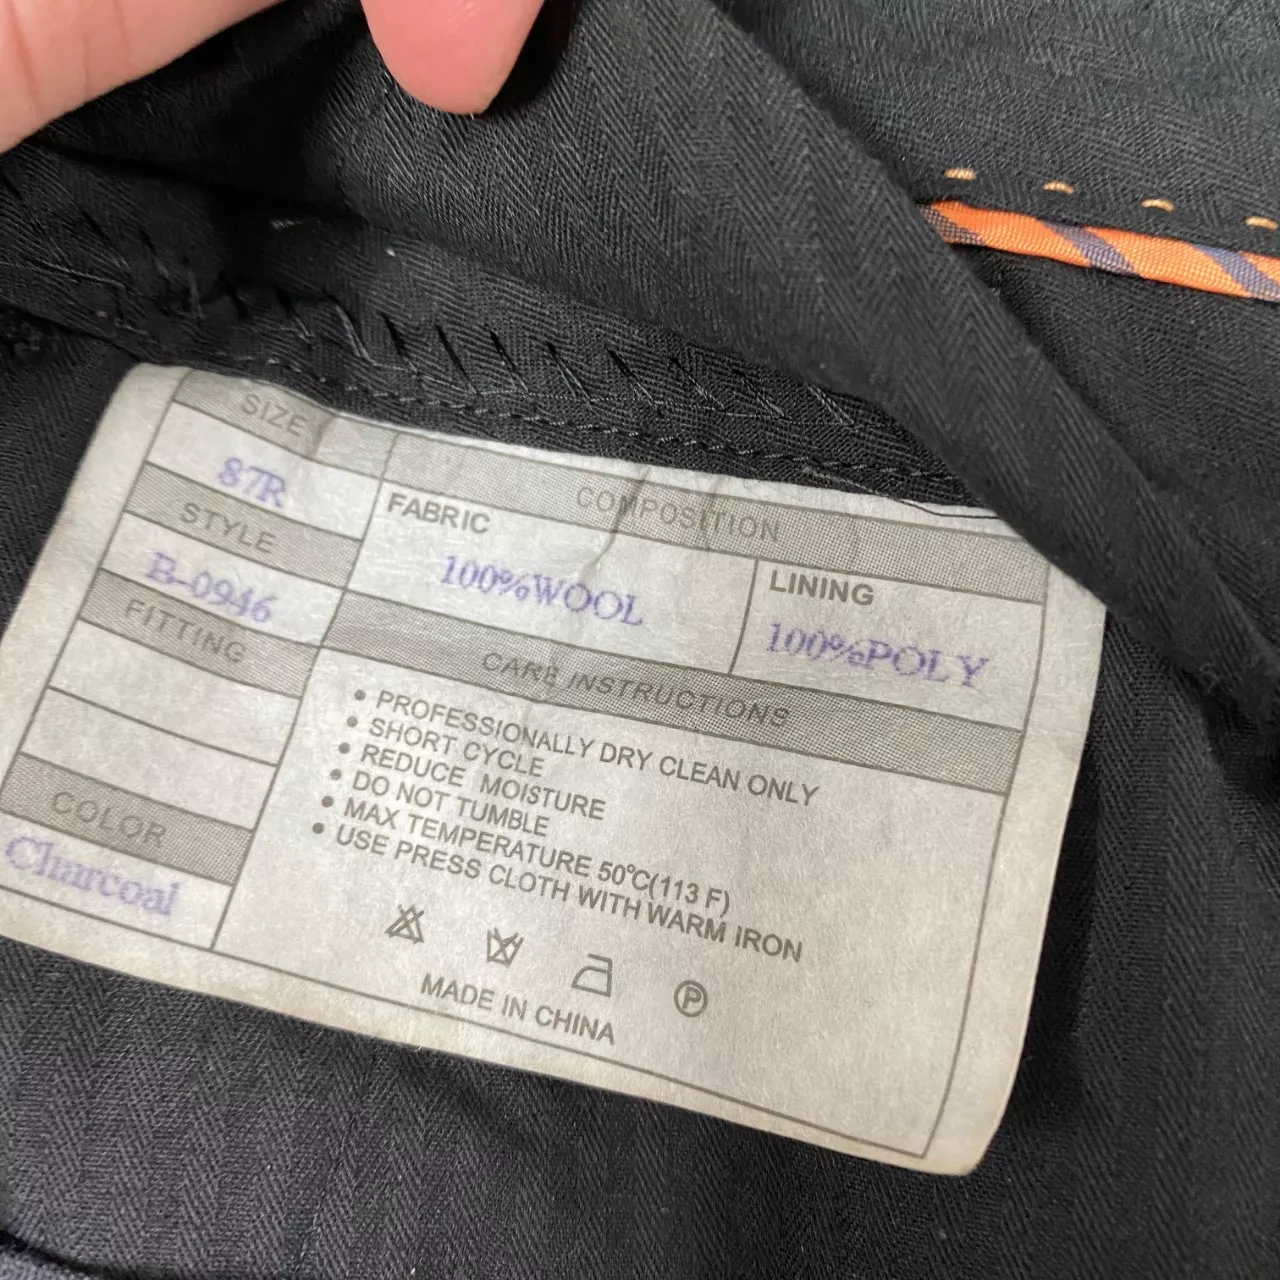 SIZE
87R
STYLE
B-0946
FITTING
COLOR
Charcoal
COMPOSITION
FABRIC
100%WOOL
LINING
100%POLY
CARE INSTRUCTIONS
• PROFESSIONALLY DRY CLEAN ONLY
• SHORT CYCLE
• REDUCE MOISTURE
• DO NOT TUMBLE
• MAX TEMPERATURE 50°C(113 F)
• USE PRESS CLOTH WITH WARM IRON
P
MADE IN CHINA